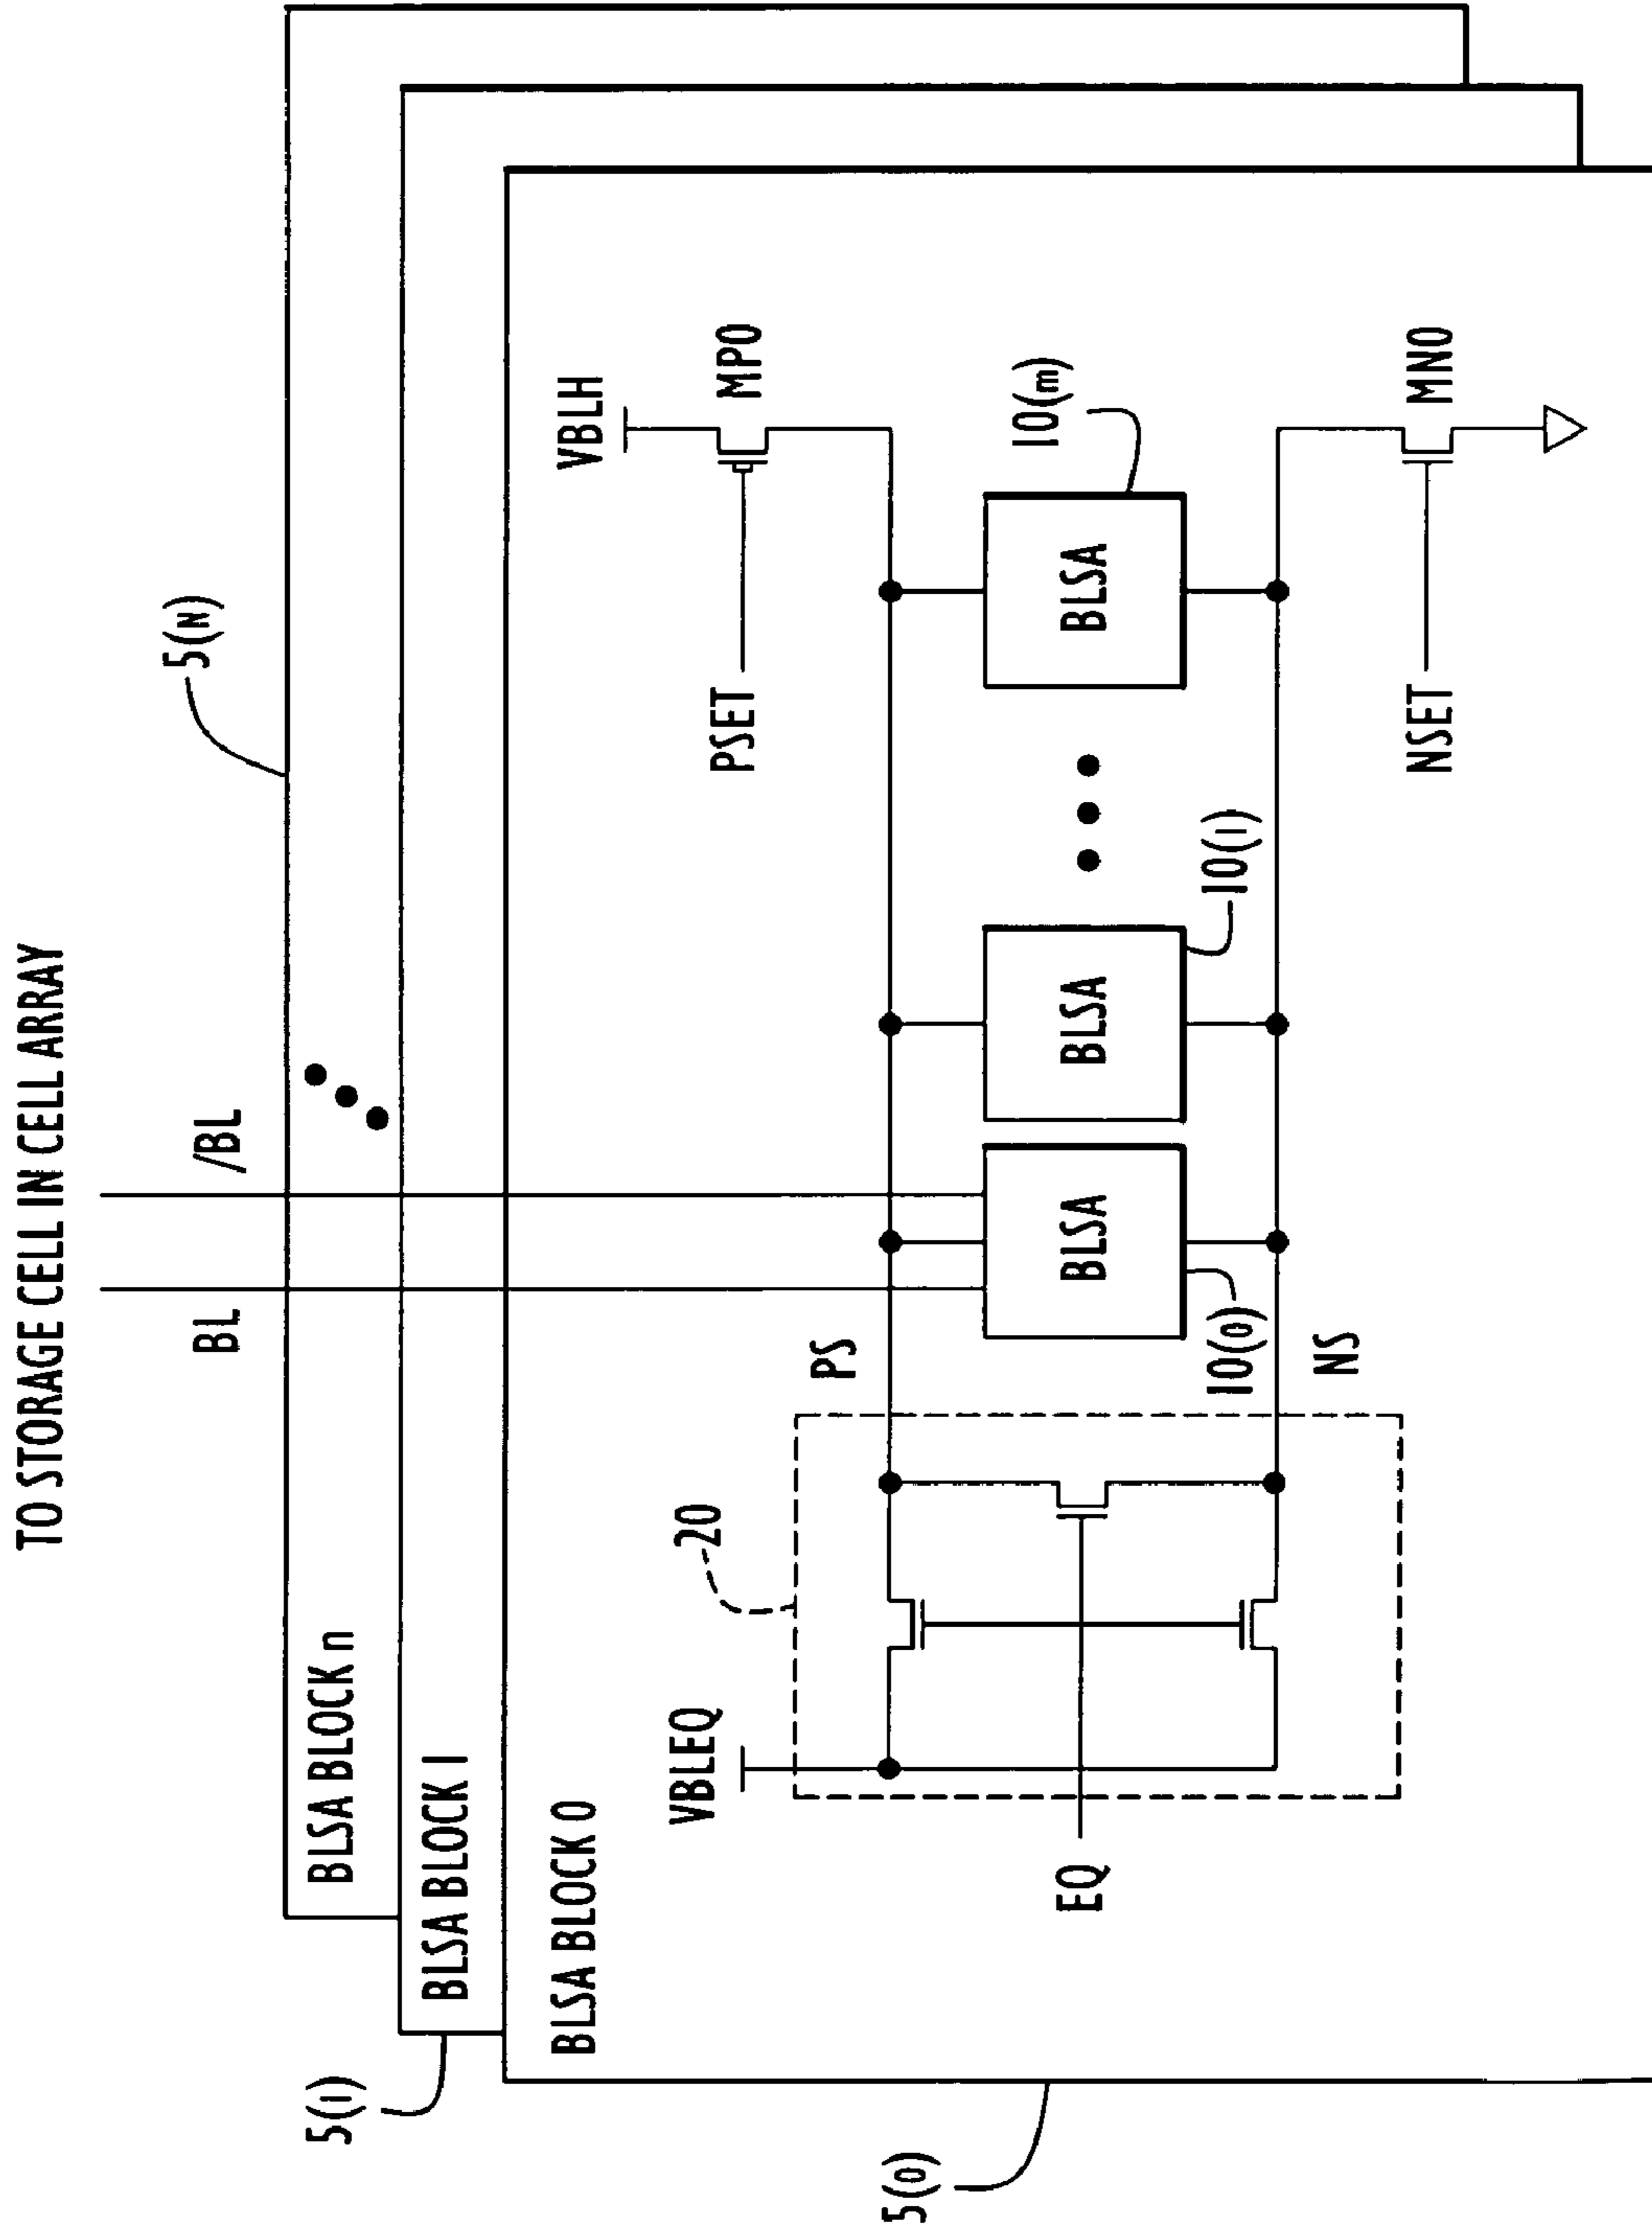 TO STORAGE CELL IN CELL ARRAY
BL
/BL
5(N)
BLSA BLOCK n
5(1)
BLSA BLOCK 1
5(0)
BLSA BLOCK 0
VBLH
VBLEQ
20
PSET
MP0
PS
EQ
BLSA
BLSA
BLSA
10(m)
10(0)
10(1)
NS
NSET
MN0